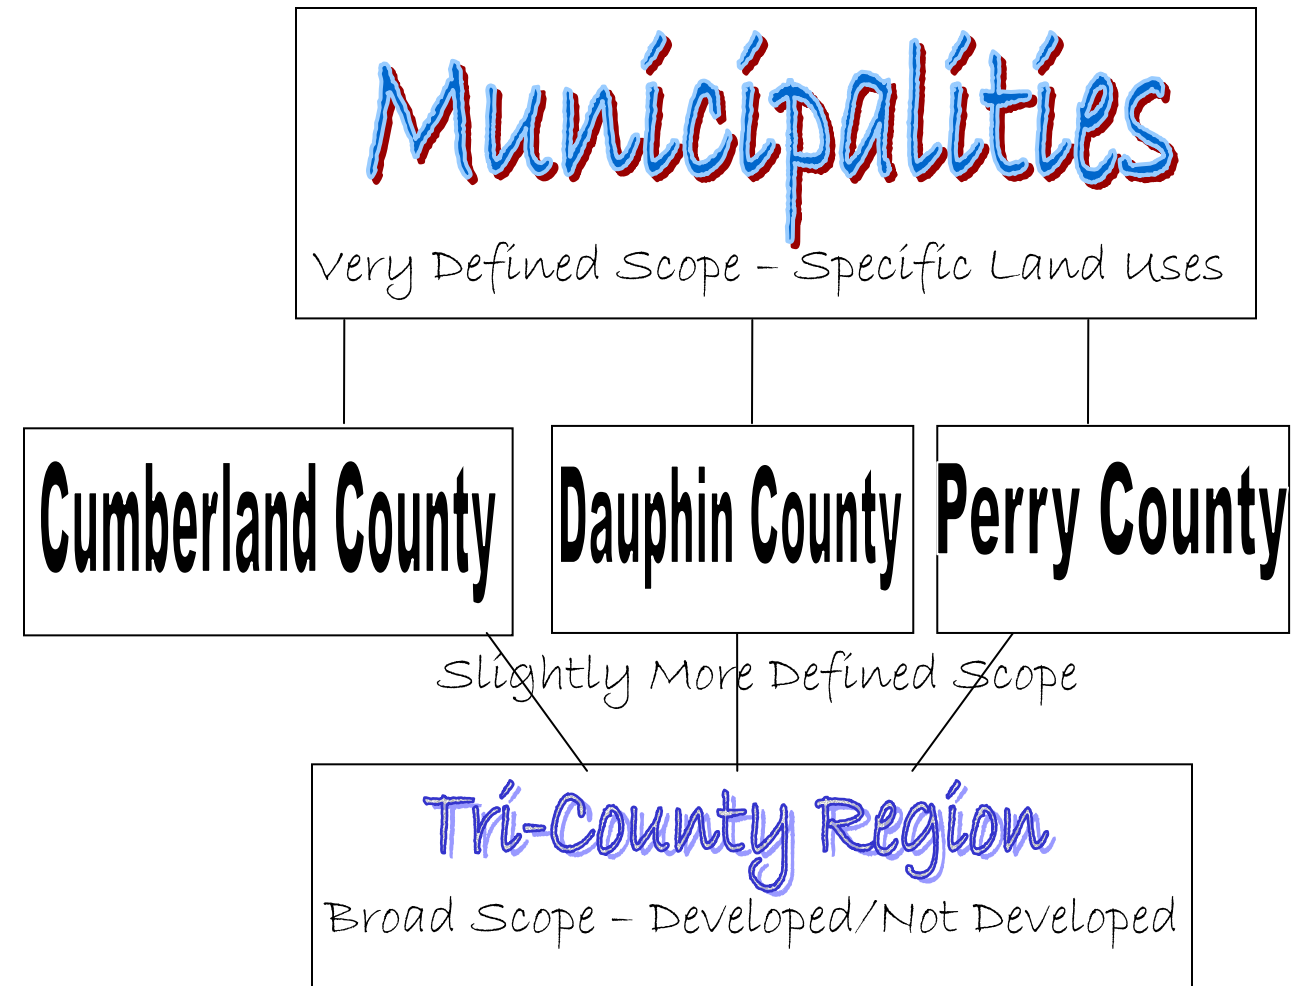 Municipalities
Very Defined Scope – Specific Land Uses
Cumberland County
Dauphin County
Perry County
Slightly More Defined Scope
Tri-County Region
Broad Scope – Developed/Not Developed